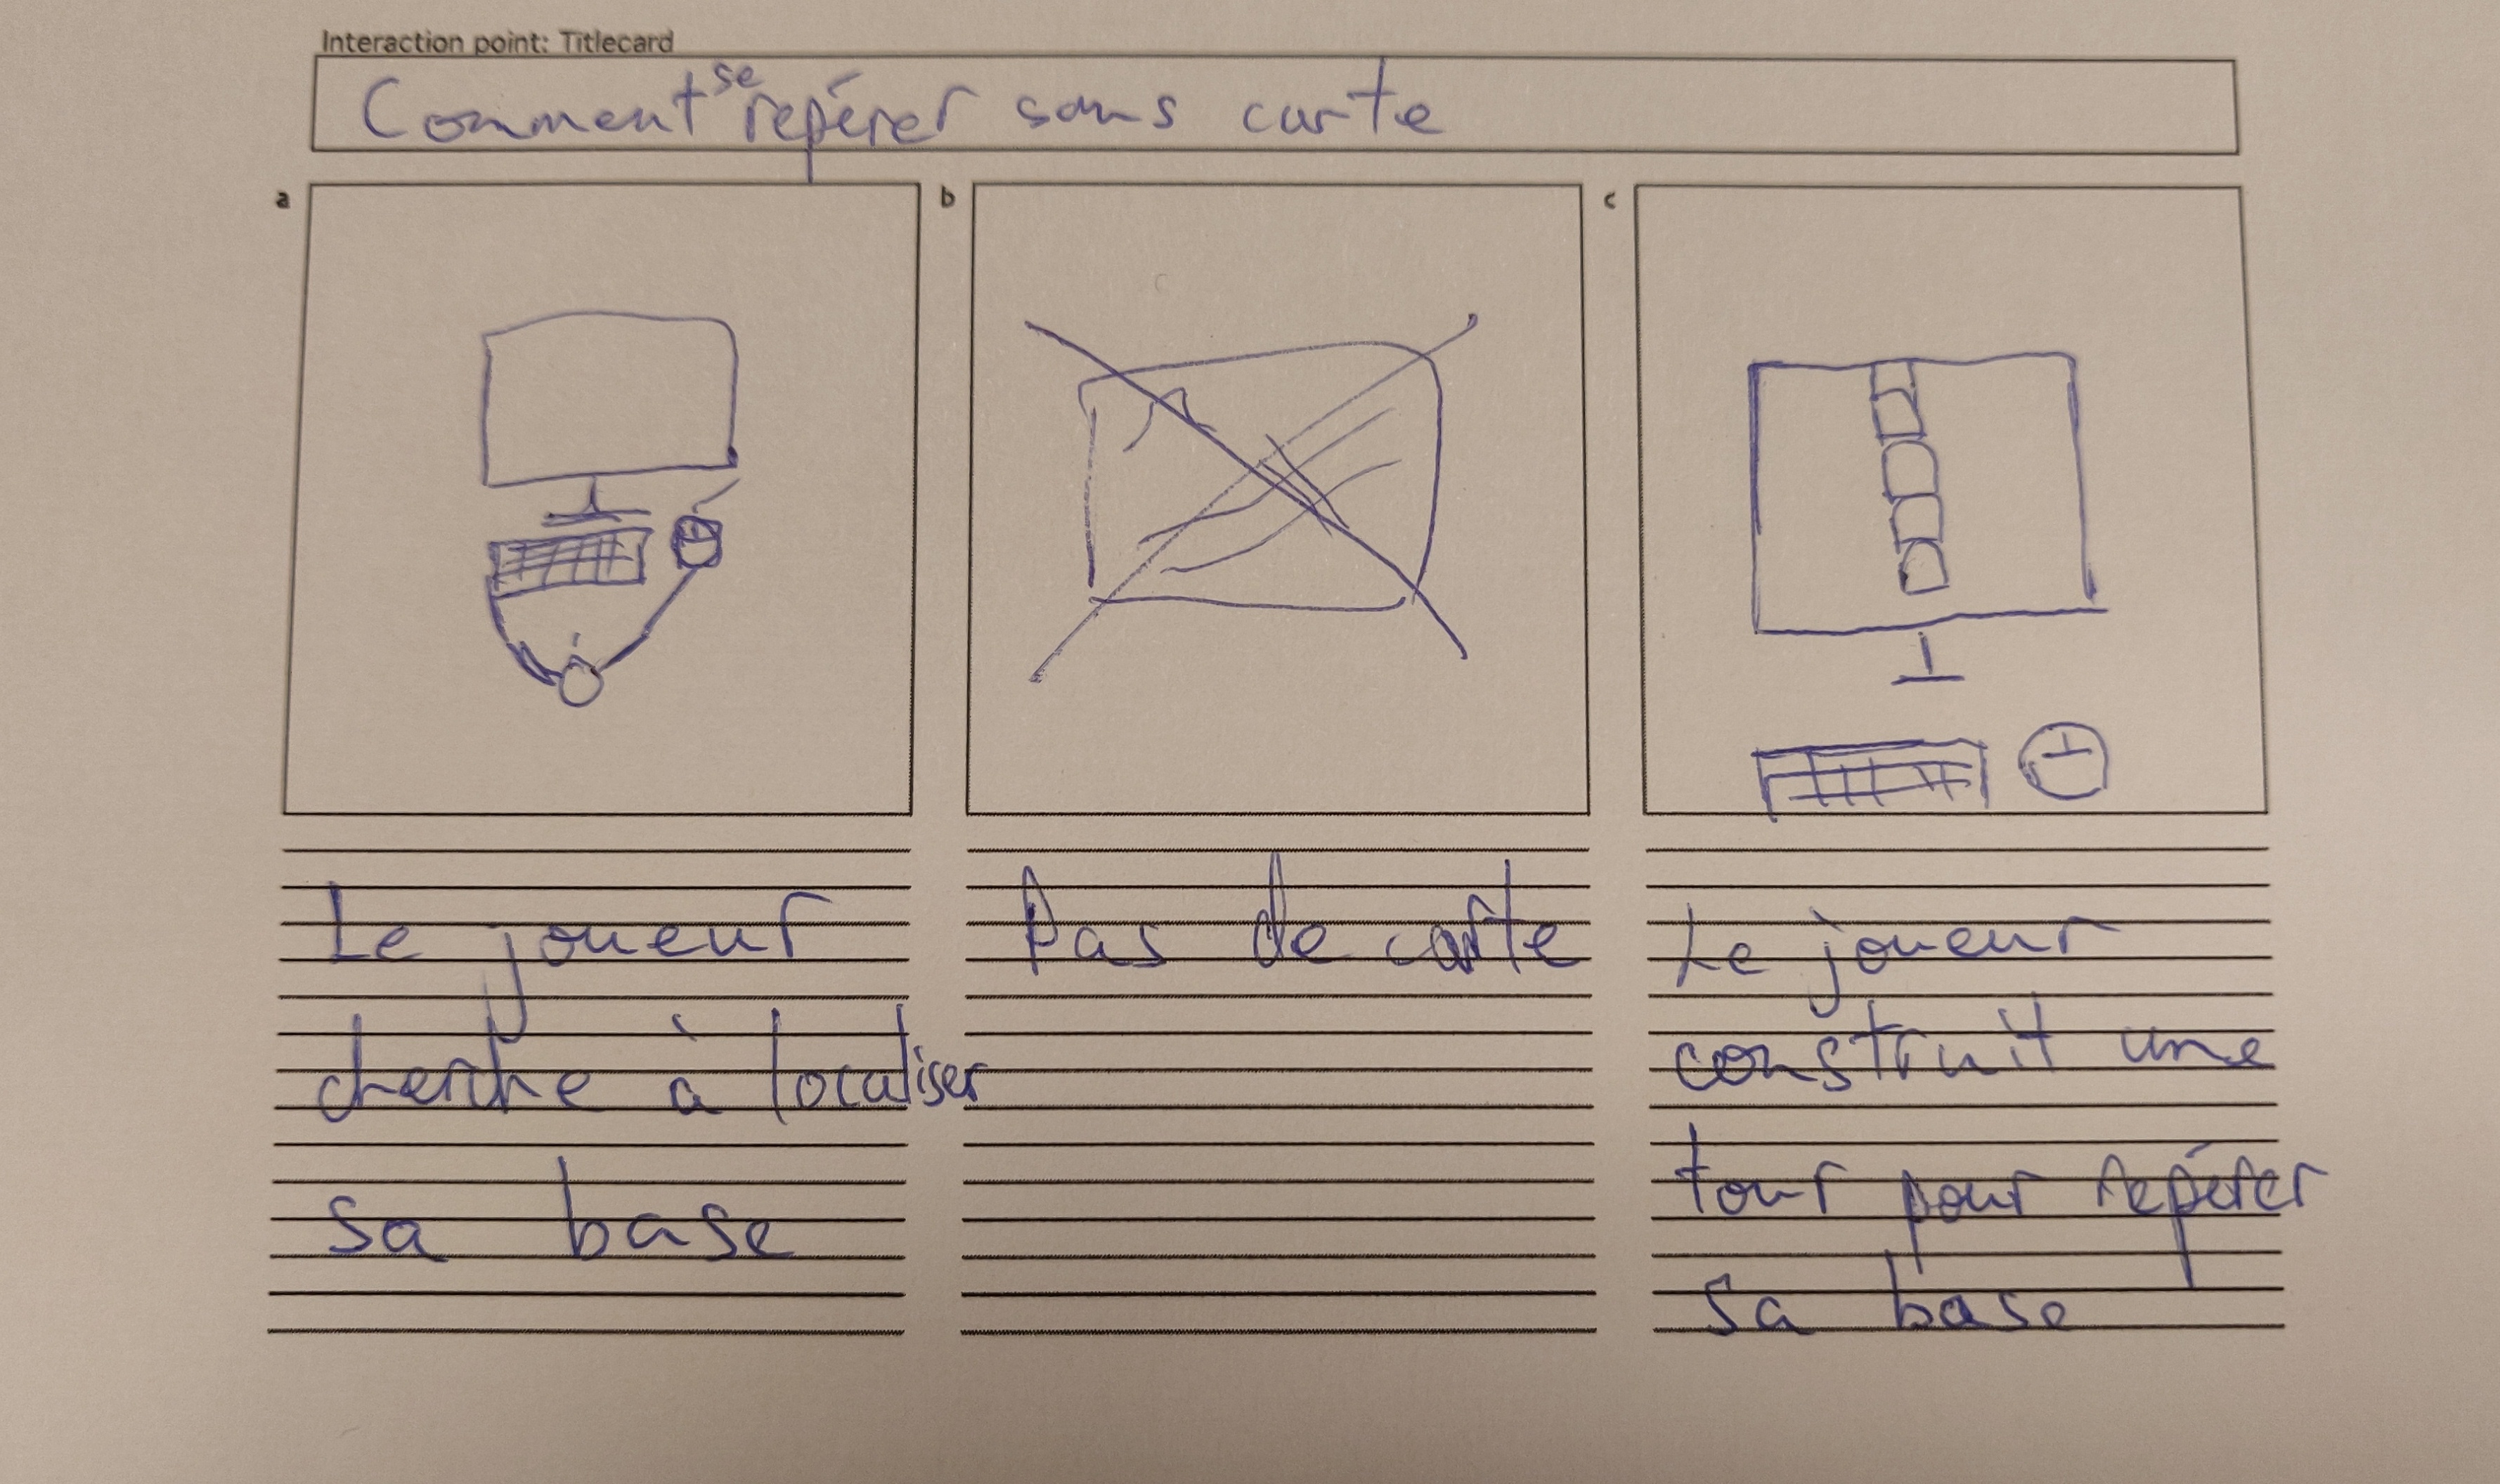 Interaction point: Titlecard
Comment se repérer sans carte
a
b
c
Le joueur
cherche à localiser
sa base
Pas de carte
Le joueur
construit une
tour pour repérer
sa base